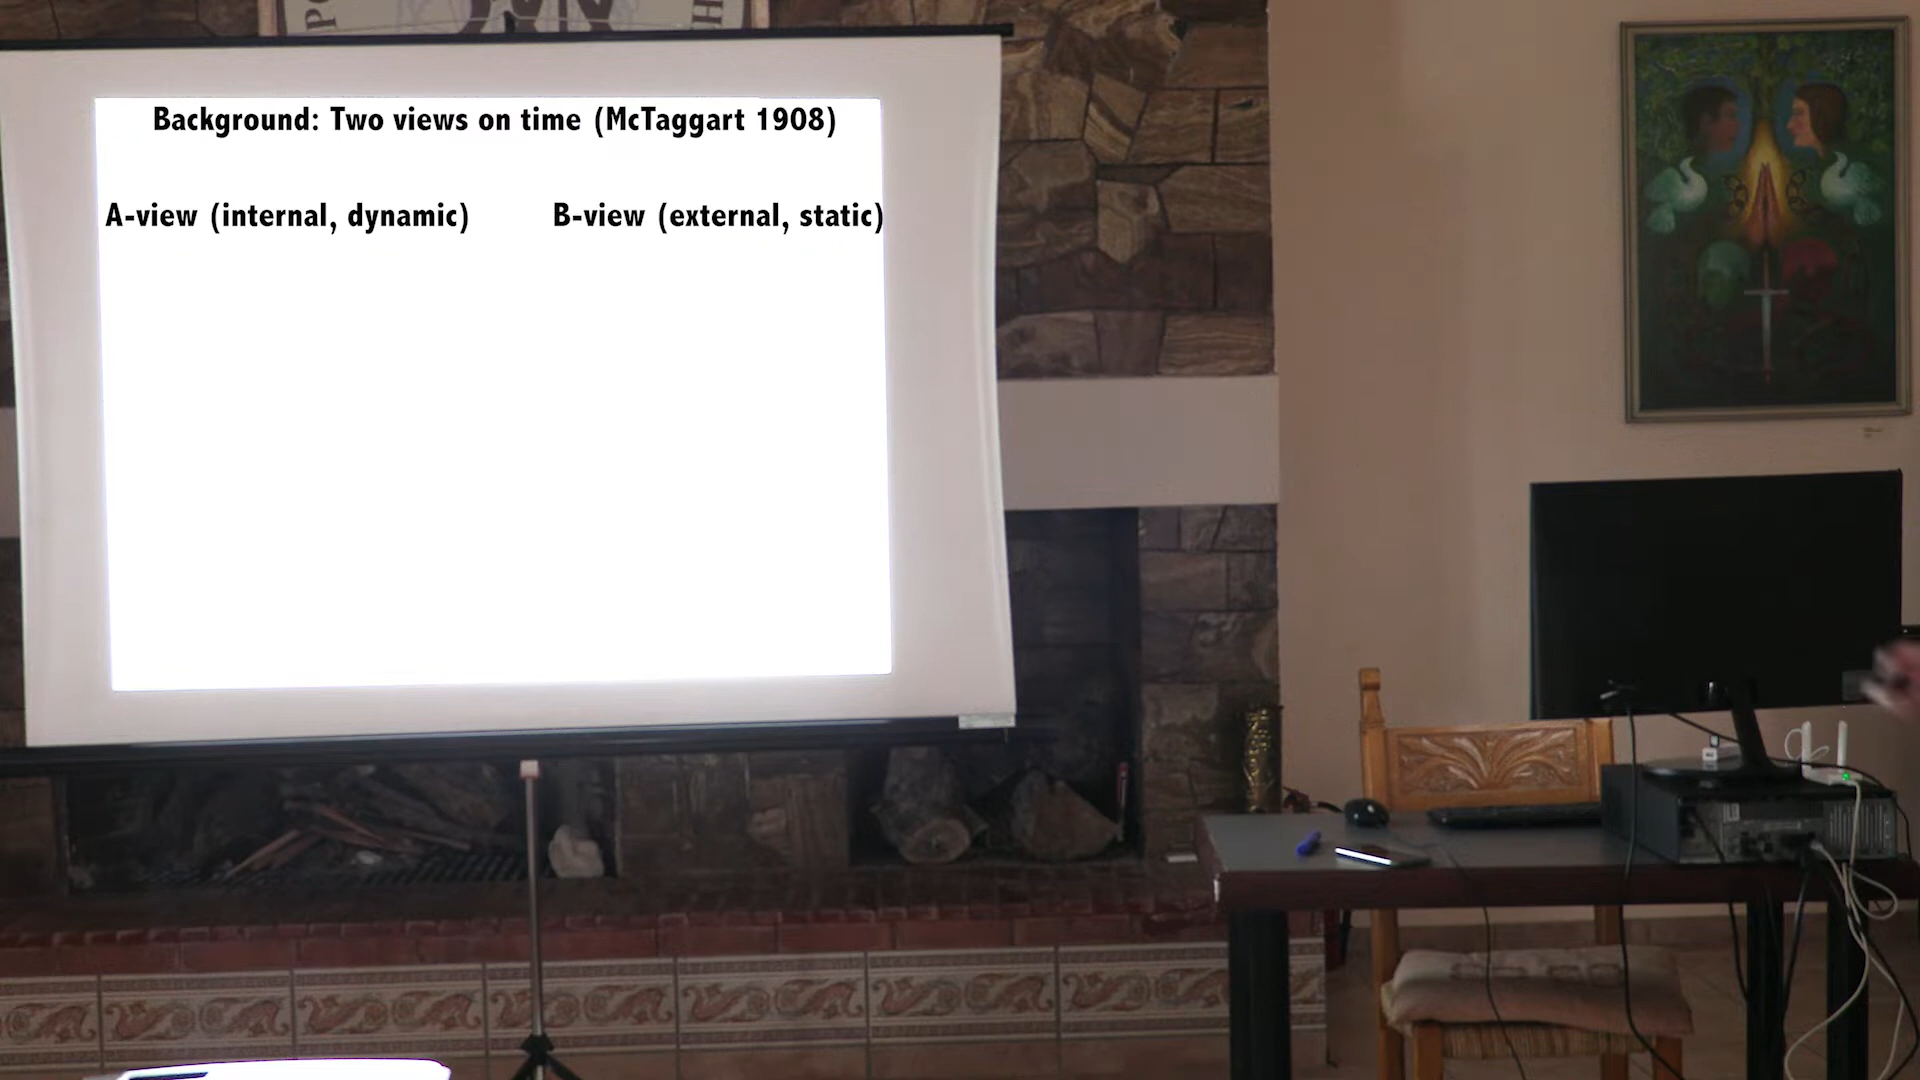 Background: Two views on time (McTaggart 1908)
A-view (internal, dynamic) B-view (external, static)